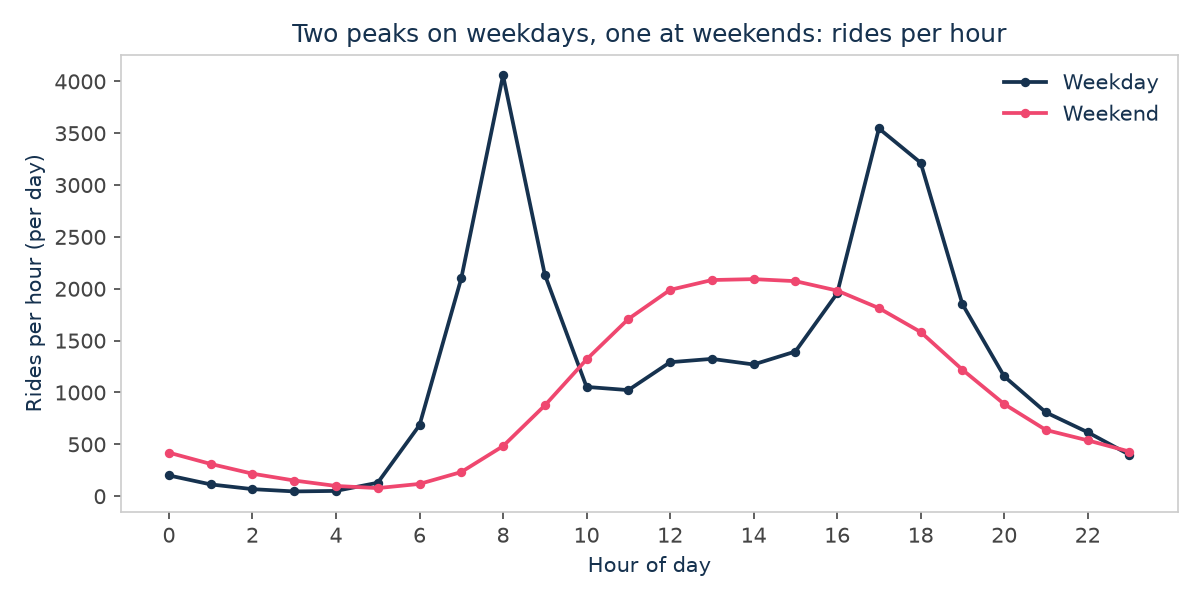 Two peaks on weekdays, one at weekends: rides per hour
Weekday
Weekend
Rides per hour (per day)
4000
3500
3000
2500
2000
1500
1000
500
0
0 2 4 6 8 10 12 14 16 18 20 22
Hour of day